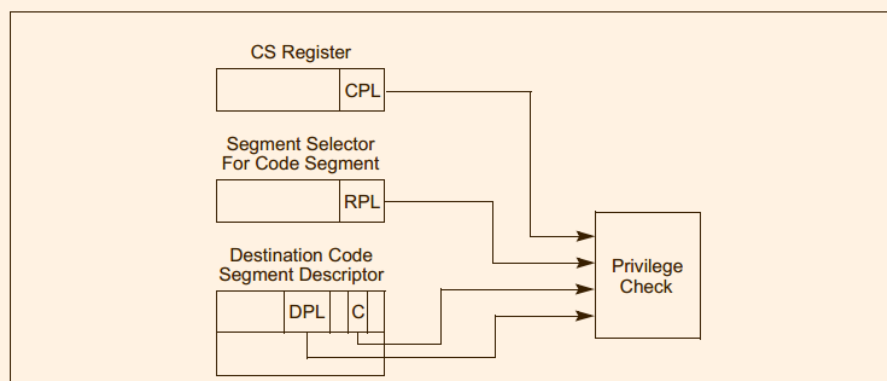 CS Register
CPL
Segment Selector
For Code Segment
RPL
Destination Code
Segment Descriptor
DPL
C
Privilege
Check